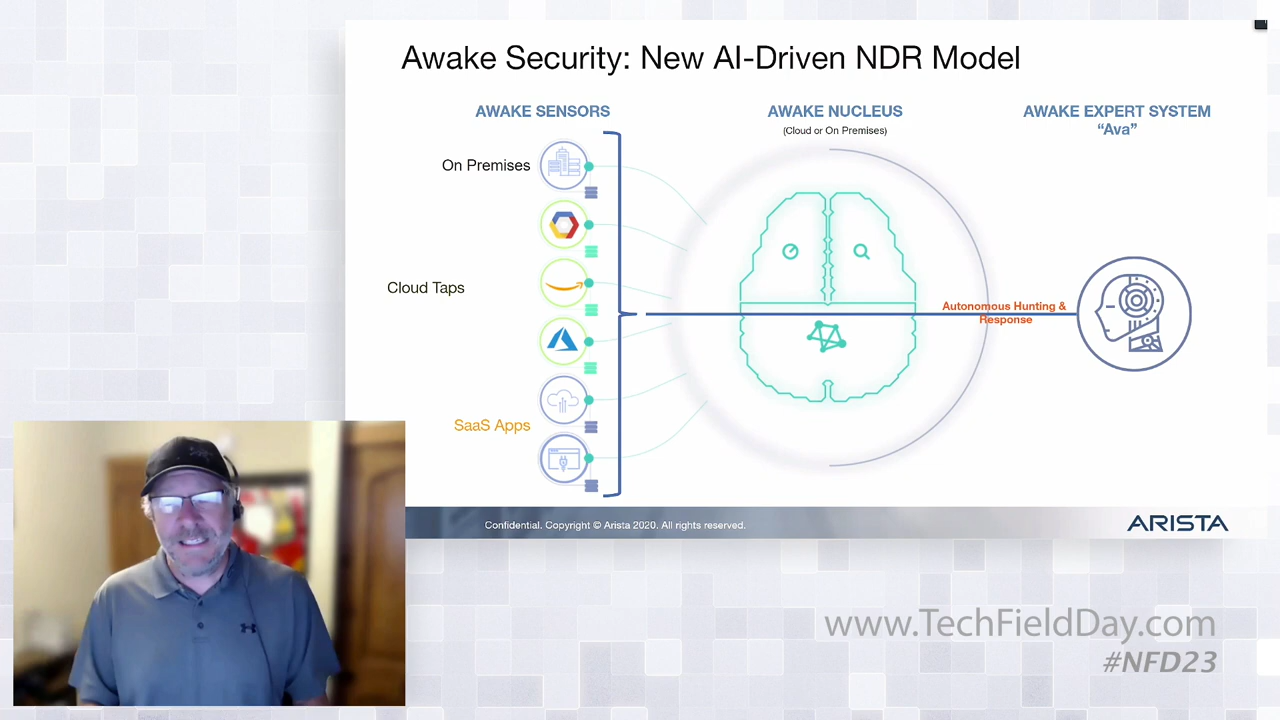 Awake Security: New AI-Driven NDR Model
AWAKE SENSORS
On Premises
Cloud Taps
SaaS Apps
AWAKE NUCLEUS
(Cloud or On Premises)
AWAKE EXPERT SYSTEM
“Ava”
Autonomous Hunting &
Response
Confidential. Copyright © Arista 2020. All rights reserved.
ARISTA
www.TechFieldDay.com
#NFD23